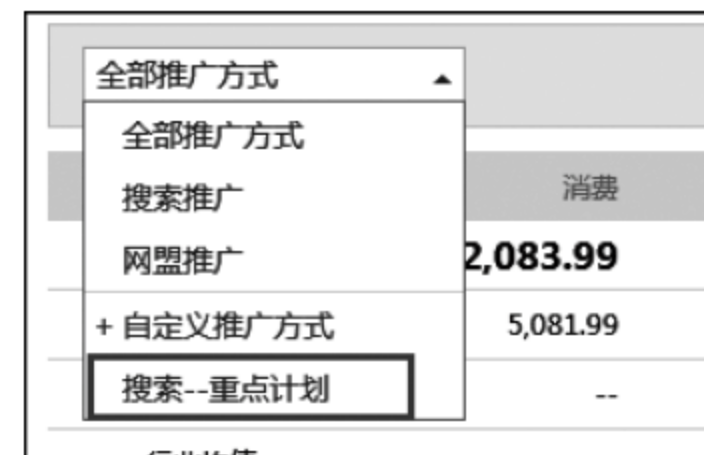 全部推广方式
全部推广方式
搜索推广
消费
网盟推广
2,083.99
+ 自定义推广方式
5,081.99
搜索--重点计划
--